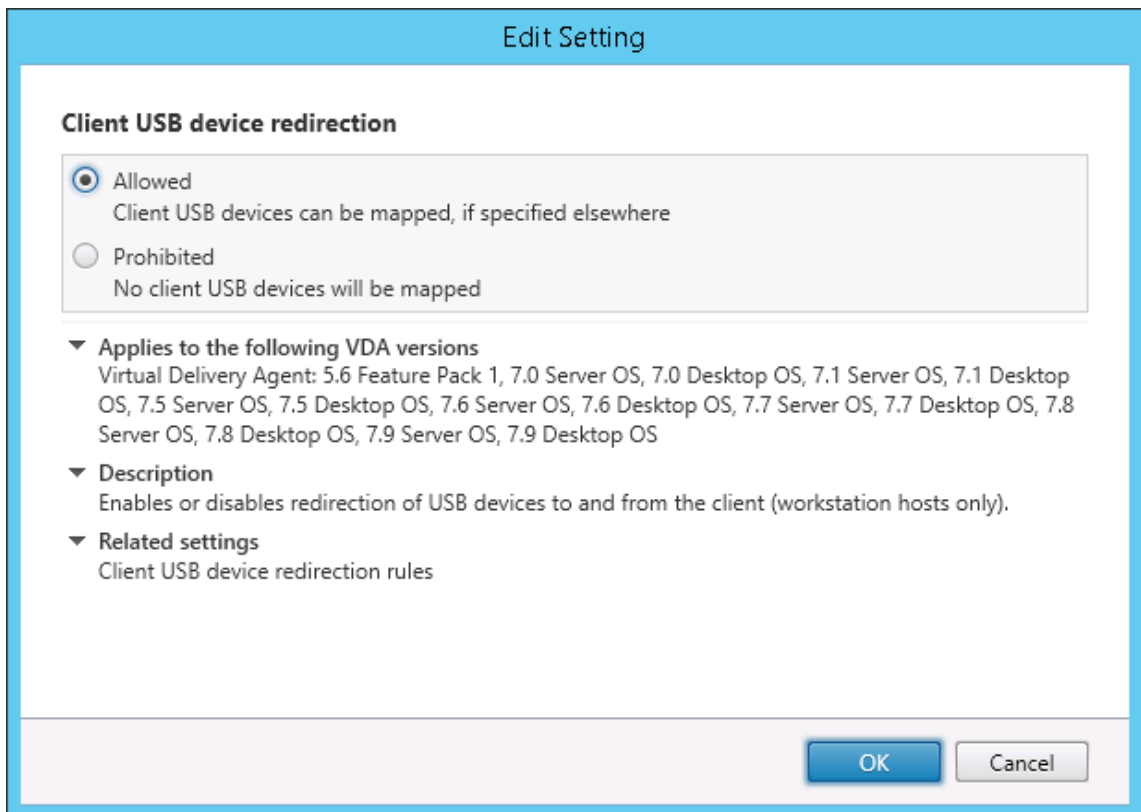 Edit Setting
Client USB device redirection
Allowed
Client USB devices can be mapped, if specified elsewhere
Prohibited
No client USB devices will be mapped
Applies to the following VDA versions
Virtual Delivery Agent: 5.6 Feature Pack 1, 7.0 Server OS, 7.0 Desktop OS, 7.1 Server OS, 7.1 Desktop
OS, 7.5 Server OS, 7.5 Desktop OS, 7.6 Server OS, 7.6 Desktop OS, 7.7 Server OS, 7.7 Desktop OS, 7.8
Server OS, 7.8 Desktop OS, 7.9 Server OS, 7.9 Desktop OS
Description
Enables or disables redirection of USB devices to and from the client (workstation hosts only).
Related settings
Client USB device redirection rules
OK
Cancel